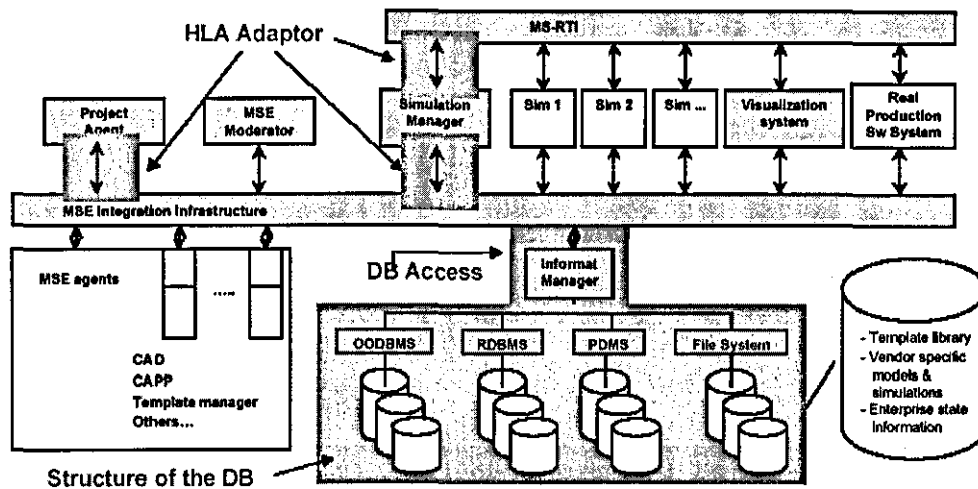 HLA Adaptor
MS-RTI
Project
Agent
MSE
Moderator
Simulation
Manager
Sim 1
Sim 2
Sim ...
Visualization
system
Real
Production
Sw System
MSE Integration Infrastructure
MSE agents
.....
CAD
CAPP
Template manager
Others...
DB Access
Informat
Manager
OODBMS
RDBMS
PDMS
File System
- Template library
- Vendor specific
models &
simulations
- Enterprise state
Information
Structure of the DB